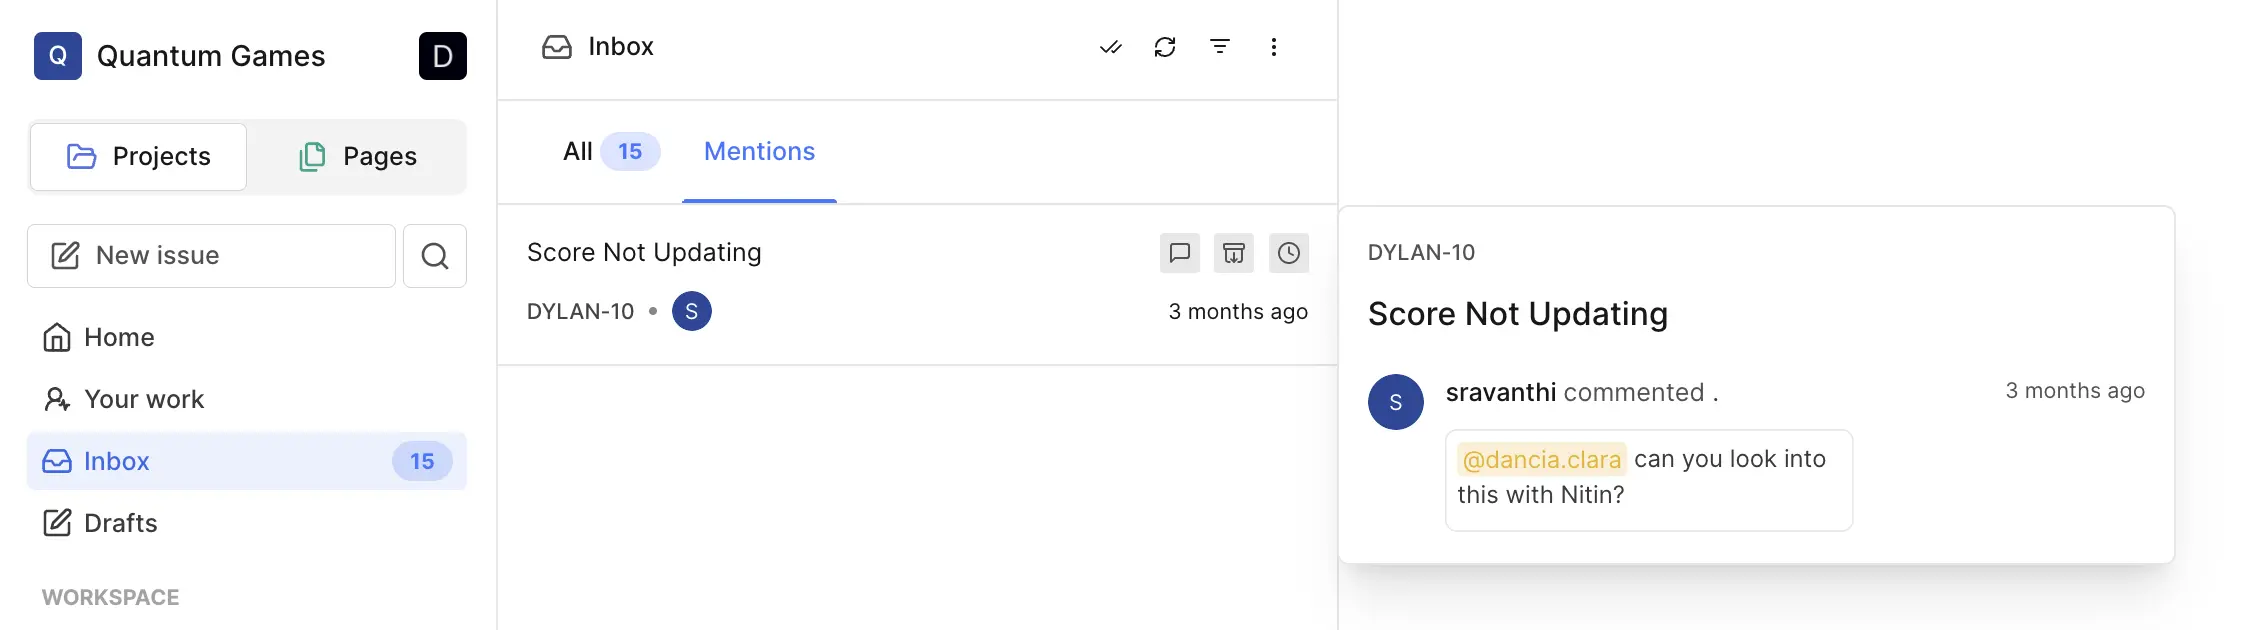 Q Quantum Games D
Projects Pages
New issue
Home
Your work
Inbox 15
Drafts
WORKSPACE
Inbox
All 15 Mentions
Score Not Updating
DYLAN-10 • S 3 months ago
DYLAN-10
Score Not Updating
S sravanthi commented . 3 months ago
@dancia.clara can you look into
this with Nitin?